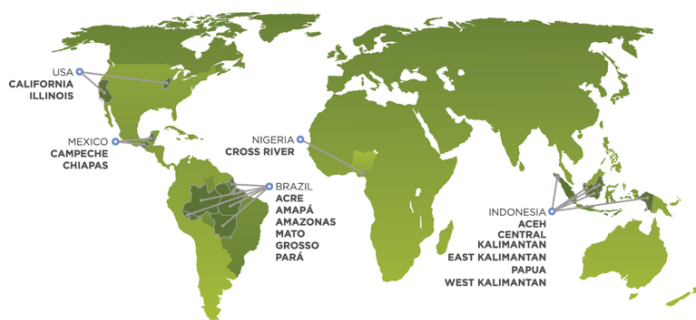 USA
CALIFORNIA
ILLINOIS
MEXICO
CAMPECHE
CHIAPAS
NIGERIA
CROSS RIVER
BRAZIL
ACRE
AMAPÁ
AMAZONAS
MATO
GROSSO
PARÁ
INDONESIA
ACEH
CENTRAL
KALIMANTAN
EAST KALIMANTAN
PAPUA
WEST KALIMANTAN